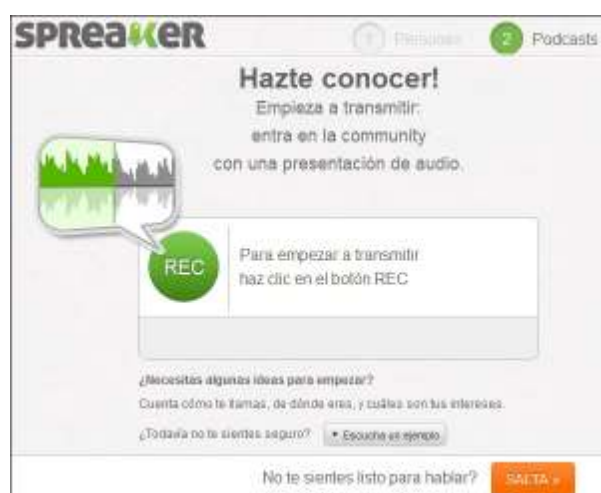 SPREAKER
1 Personas 2 Podcasts
Hazte conocer!
Empieza a transmitir:
entra en la community
con una presentación de audio.
REC
Para empezar a transmitir
haz clic en el botón REC
¿Necesitas algunas ideas para empezar?
Cuenta cómo te llamas, de dónde eres, y cuáles son tus intereses.
¿Todavía no te sientes seguro? Escucha un ejemplo
No te sientes listo para hablar? SALTA »